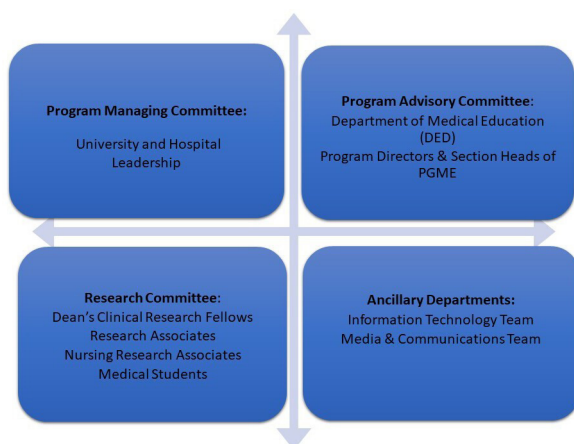 Program Managing Committee:
University and Hospital
Leadership
Program Advisory Committee:
Department of Medical Education
(DED)
Program Directors & Section Heads of
PGME
Research Committee:
Dean's Clinical Research Fellows
Research Associates
Nursing Research Associates
Medical Students
Ancillary Departments:
Information Technology Team
Media & Communications Team